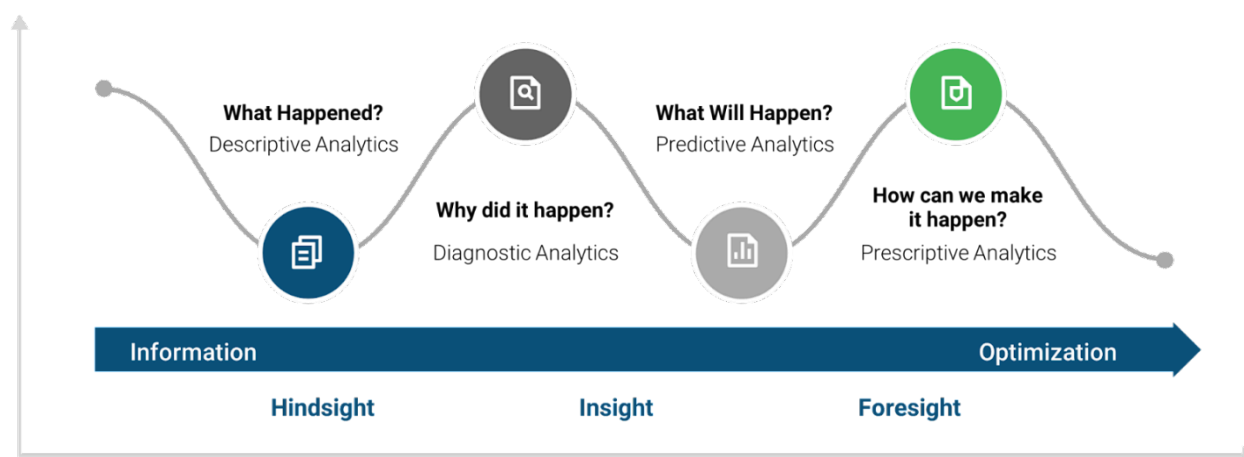 What Happened?
Descriptive Analytics
Why did it happen?
Diagnostic Analytics
What Will Happen?
Predictive Analytics
How can we make
it happen?
Prescriptive Analytics
Information
Optimization
Hindsight
Insight
Foresight